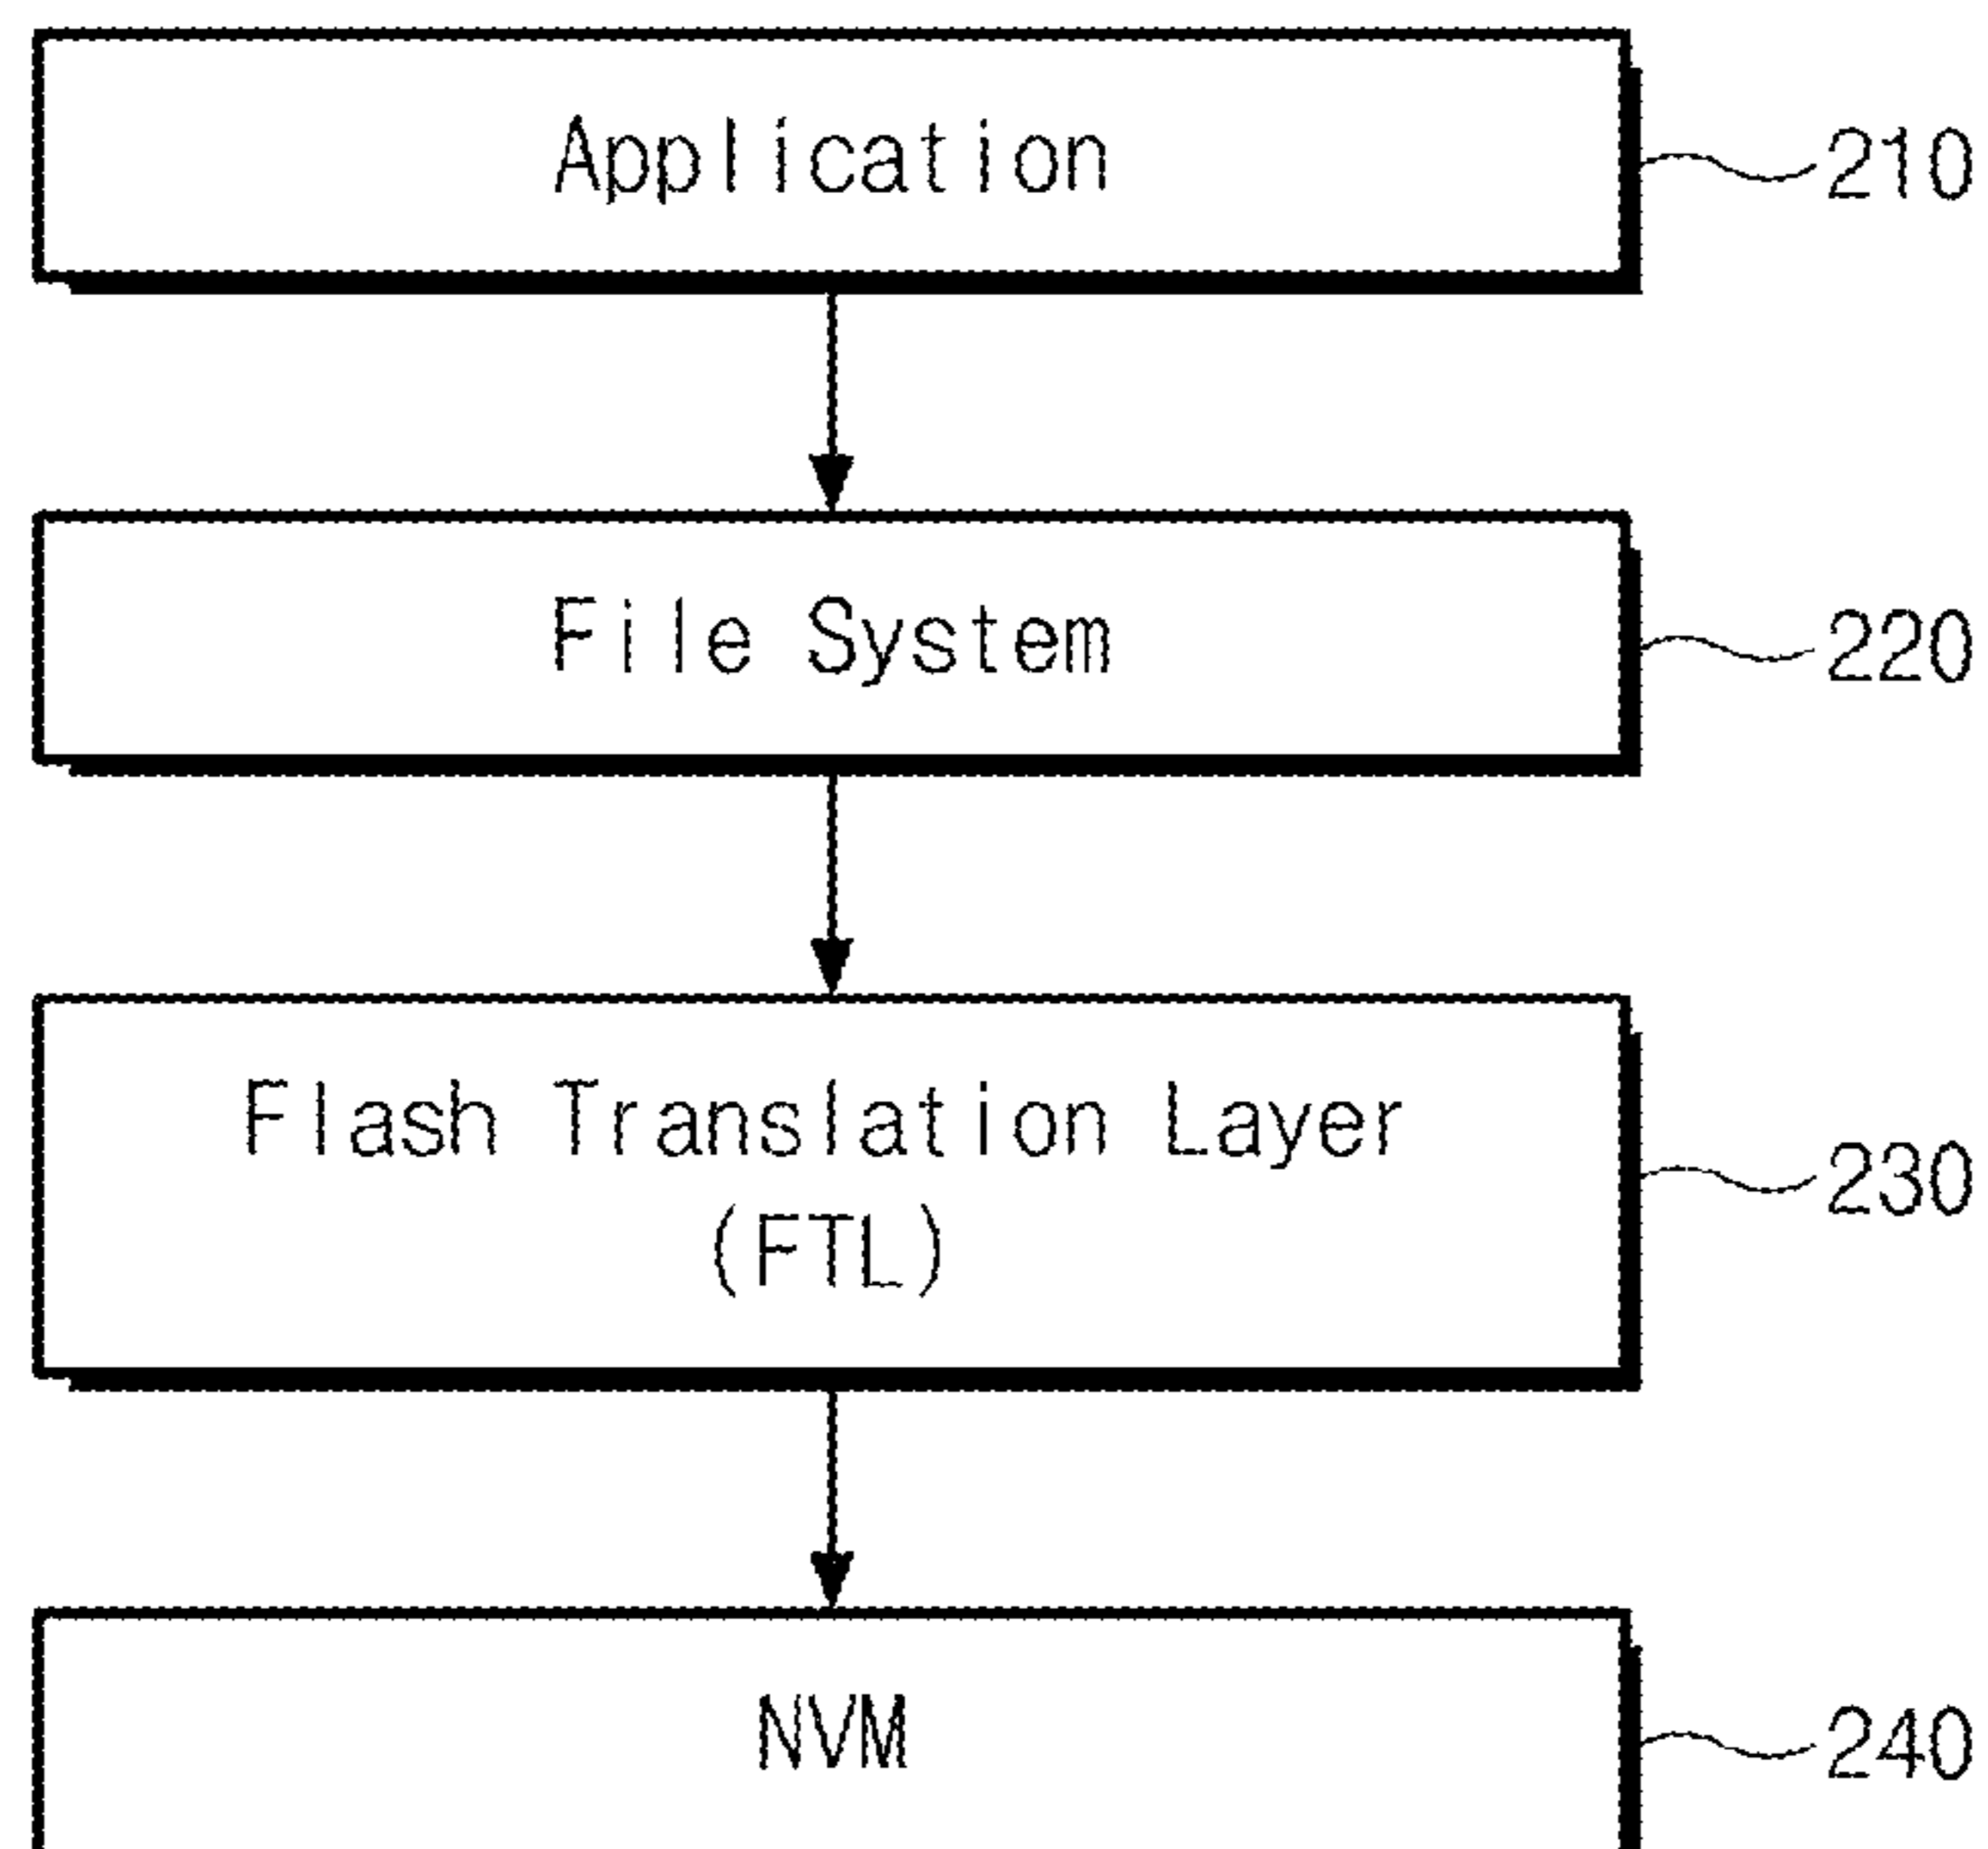 Application
210
File System
220
Flash Translation Layer
(FTL)
230
NVM
240